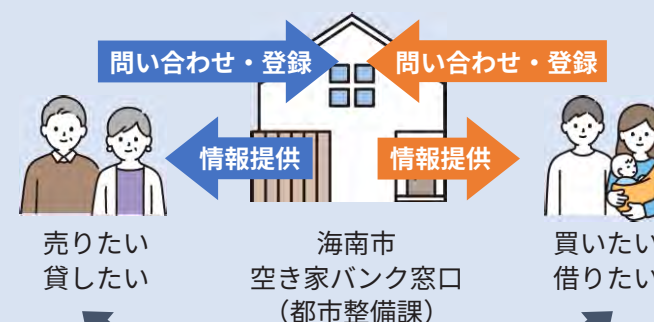 問い合わせ・登録
問い合わせ・登録
情報提供
情報提供
売りたい
貸したい
海南市
空き家バンク窓口
（都市整備課）
買いたい
借りたい